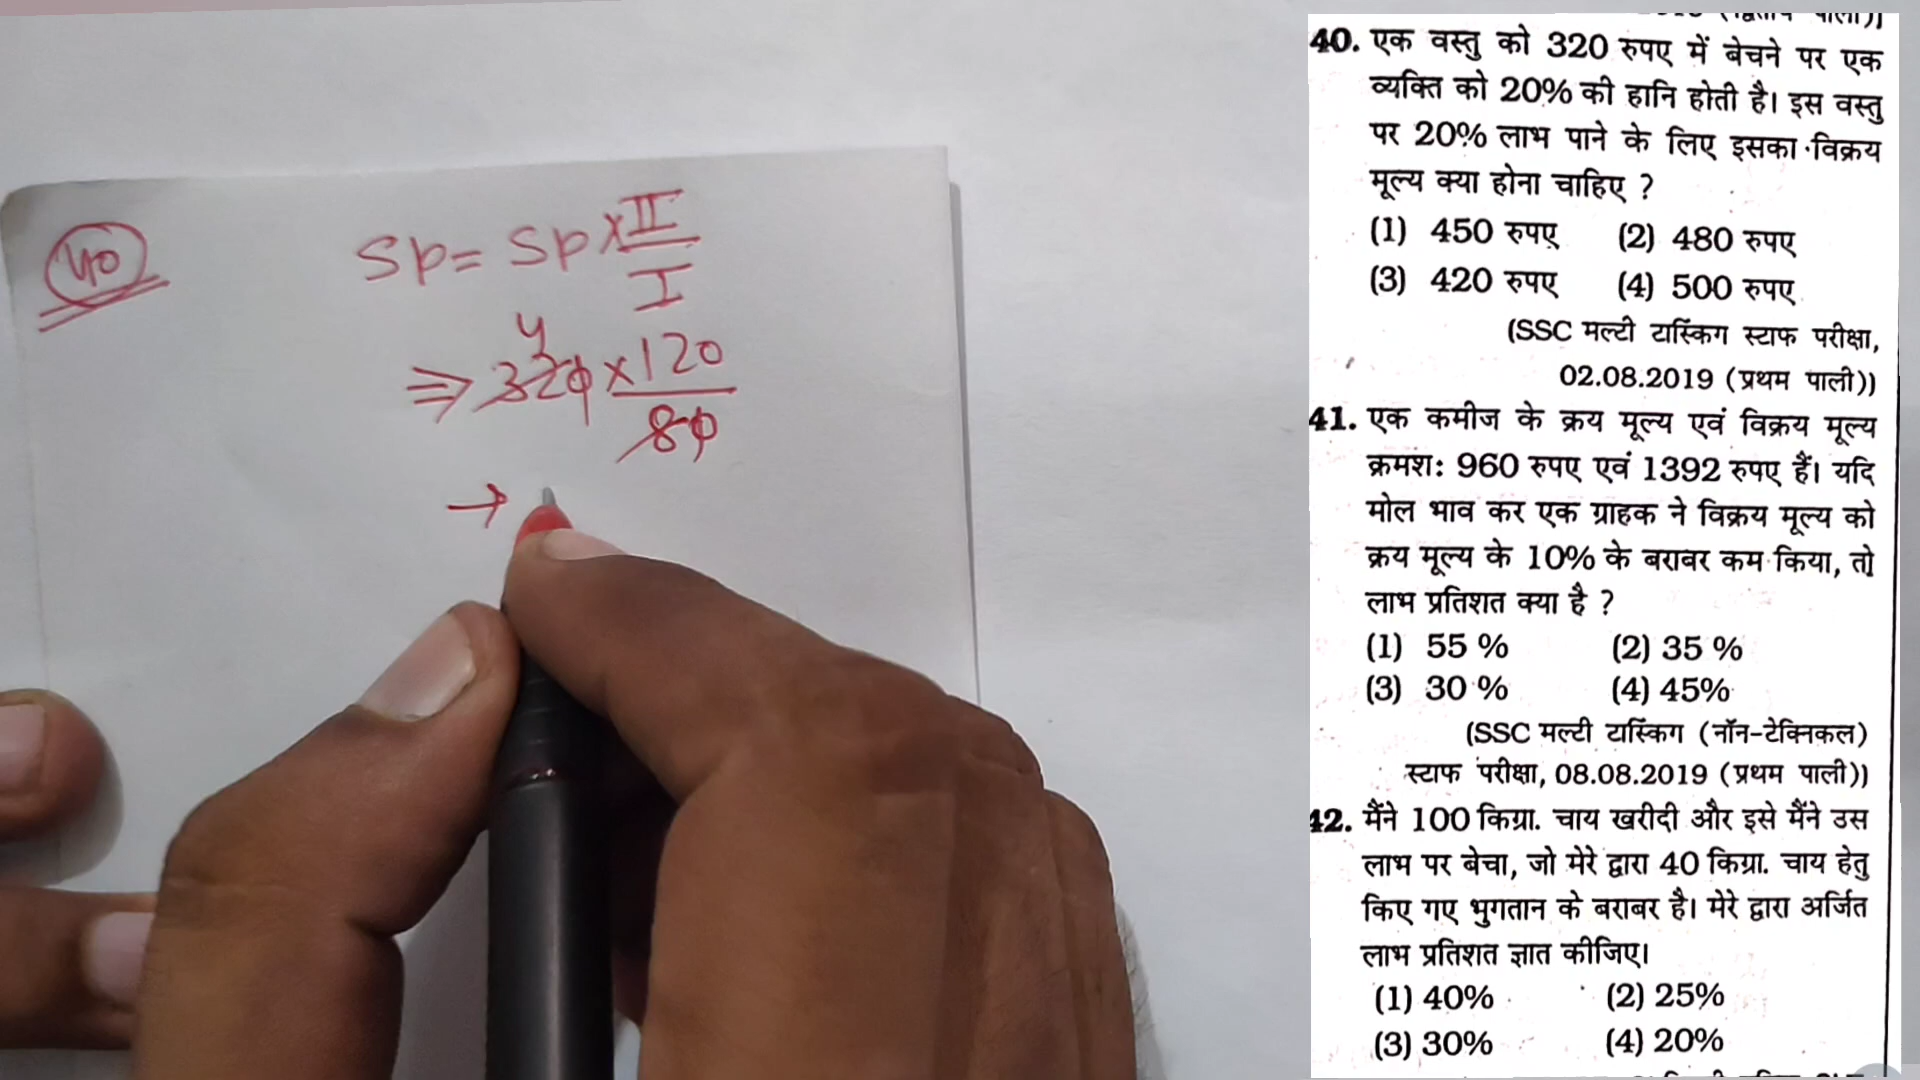 40
SP = SP × II / I
4
⇒ 320 × 120 / 80
→
40. एक वस्तु को 320 रुपए में बेचने पर एक
व्यक्ति को 20% की हानि होती है। इस वस्तु
पर 20% लाभ पाने के लिए इसका विक्रय
मूल्य क्या होना चाहिए ?
(1) 450 रुपए (2) 480 रुपए
(3) 420 रुपए (4) 500 रुपए
(SSC मल्टी टास्किंग स्टाफ परीक्षा,
02.08.2019 (प्रथम पाली))
41. एक कमीज के क्रय मूल्य एवं विक्रय मूल्य
क्रमश: 960 रुपए एवं 1392 रुपए हैं। यदि
मोल भाव कर एक ग्राहक ने विक्रय मूल्य को
क्रय मूल्य के 10% के बराबर कम किया, तो
लाभ प्रतिशत क्या है ?
(1) 55 % (2) 35 %
(3) 30 % (4) 45%
(SSC मल्टी टास्किंग (नॉन-टेक्निकल)
स्टाफ परीक्षा, 08.08.2019 (प्रथम पाली))
42. मैंने 100 किग्रा. चाय खरीदी और इसे मैंने उस
लाभ पर बेचा, जो मेरे द्वारा 40 किग्रा. चाय हेतु
किए गए भुगतान के बराबर है। मेरे द्वारा अर्जित
लाभ प्रतिशत ज्ञात कीजिए।
(1) 40% (2) 25%
(3) 30% (4) 20%